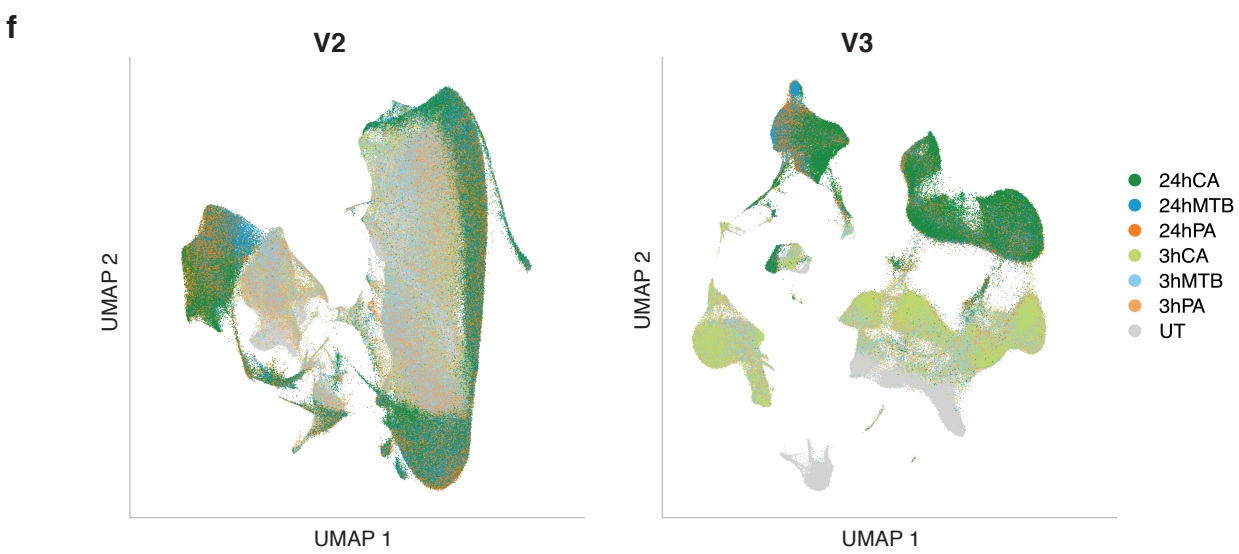 f
V2
V3
UMAP 2
UMAP 1
UMAP 2
UMAP 1
24hCA
24hMTB
24hPA
3hCA
3hMTB
3hPA
UT